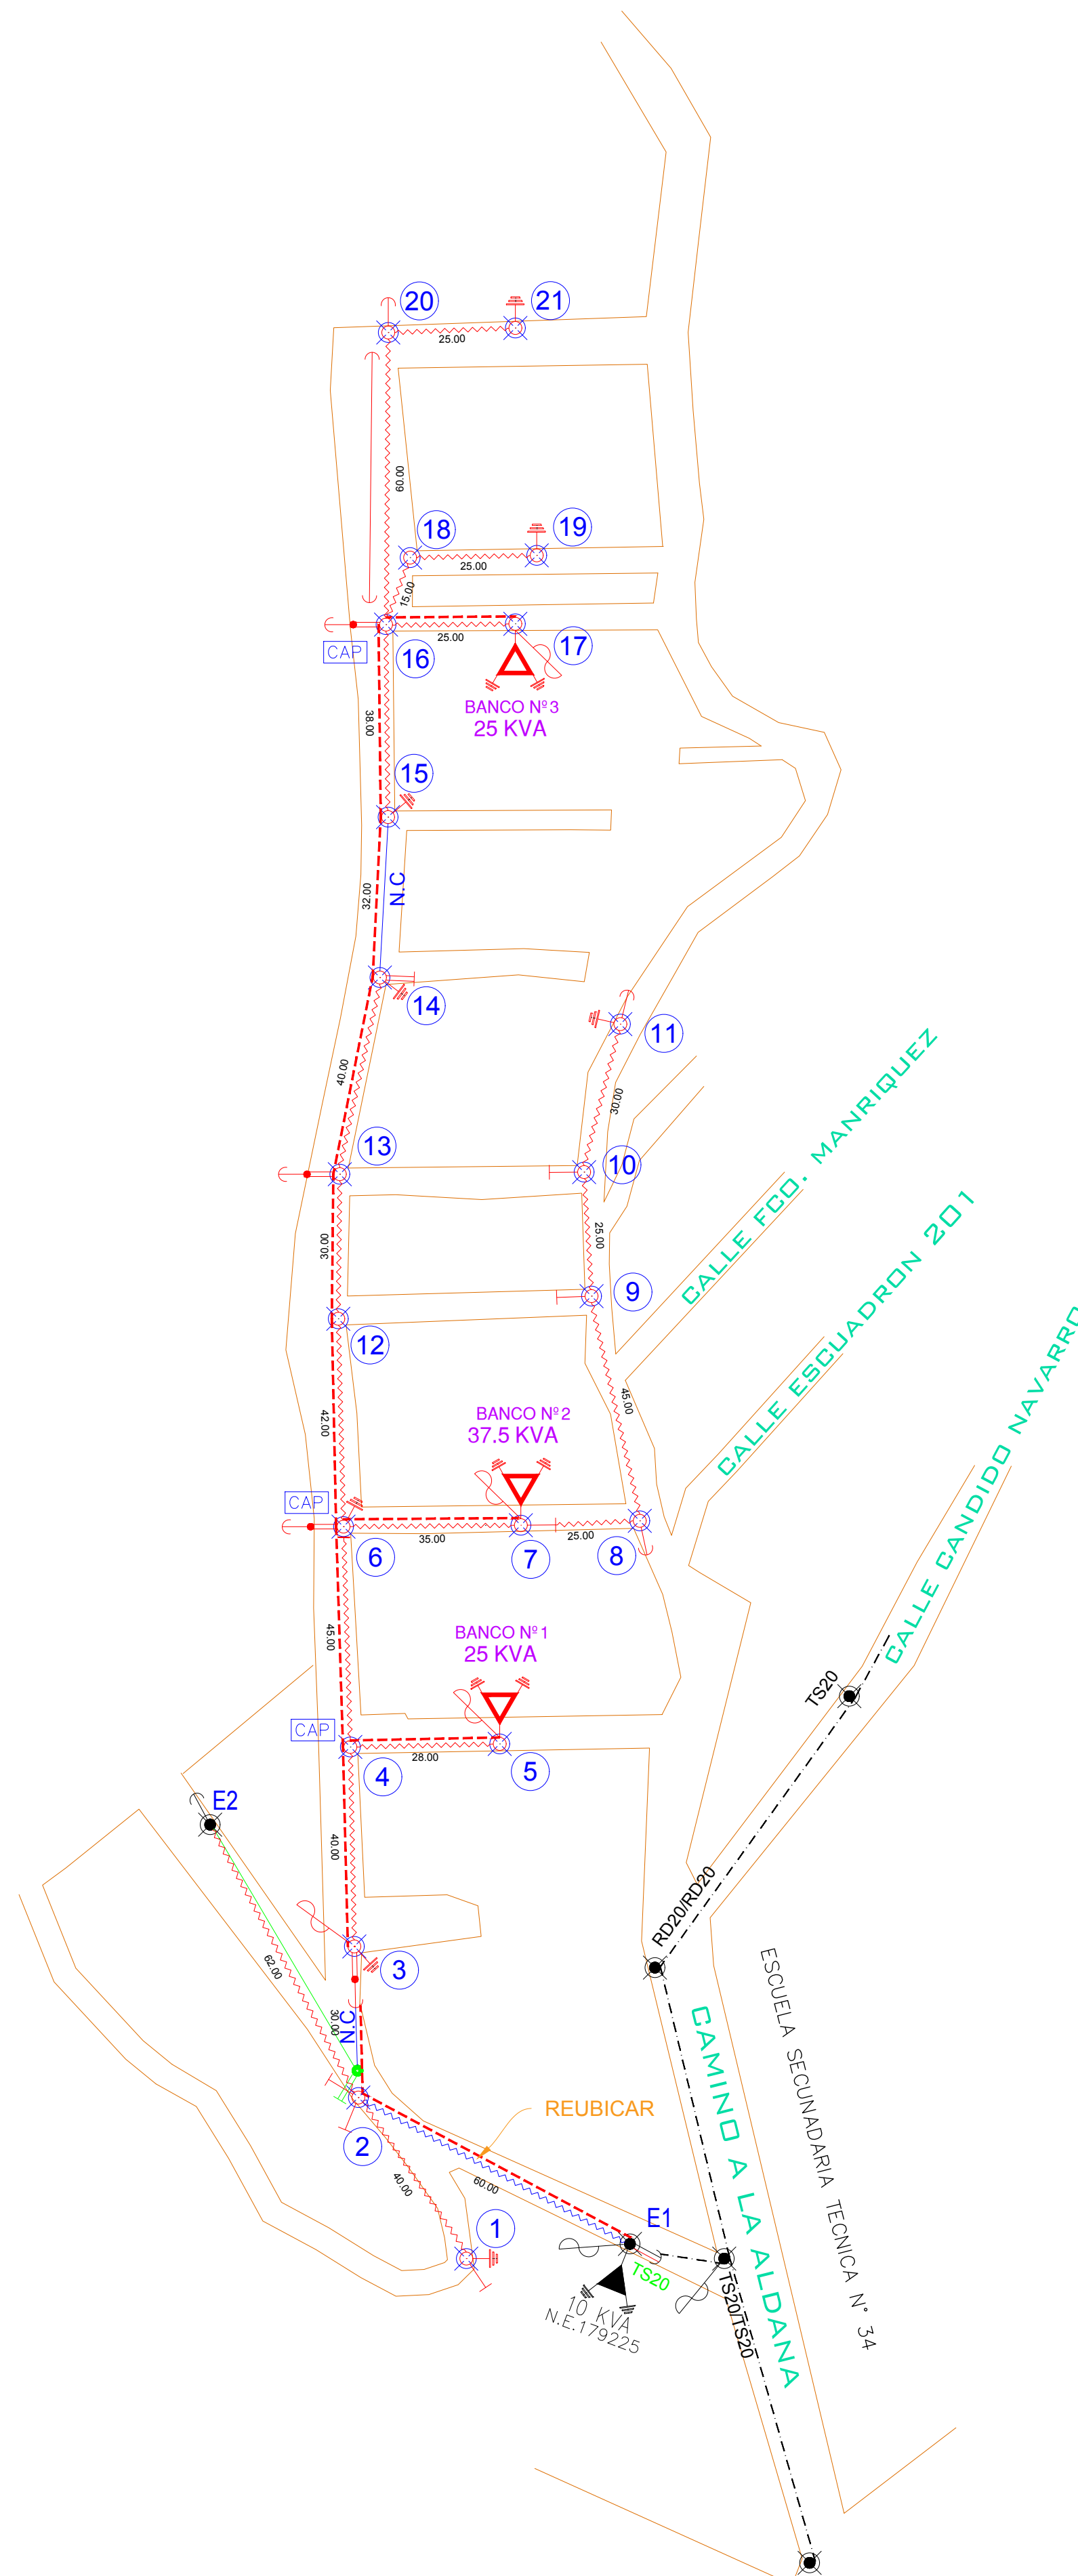 20
21
25.00
60.00
18
19
25.00
15.00
25.00
16
17
CAP
BANCO Nº3
25 KVA
38.00
15
32.00
N.C
14
11
40.00
30.00
CALLE FCO. MANRIQUEZ
13
10
30.00
25.00
CALLE ESCUADRON 201
9
12
CALLE CANDIDO NAVARRO
45.00
BANCO Nº2
37.5 KVA
42.00
CAP
35.00
25.00
6
7
8
BANCO Nº1
25 KVA
45.00
TS20
CAP
28.00
4
5
E2
40.00
RD20/RD20
62.00
3
ESCUELA SECUNADARIA TECNICA N° 34
30.00
N.C
CAMINO A LA ALDANA
REUBICAR
2
40.00
60.00
1
E1
TS20
TS20/TS20
10 KVA
N.E.179225